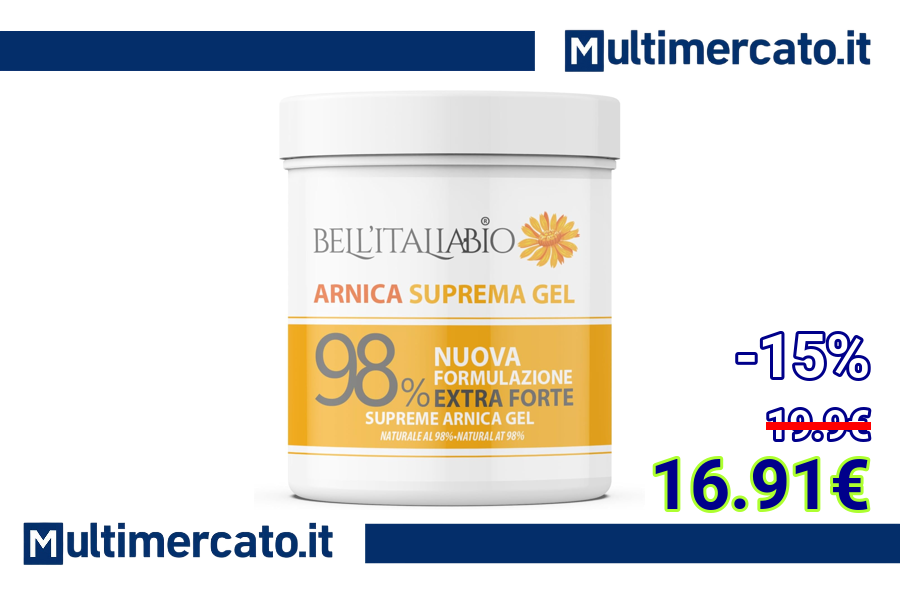 Multimercato.it
BELL'ITALIABIO®
ARNICA SUPREMA GEL
98% NUOVA
FORMULAZIONE
EXTRA FORTE
SUPREME ARNICA GEL
NATURALE AL 98%•NATURAL AT 98%
-15%
19.9€
16.91€
Multimercato.it